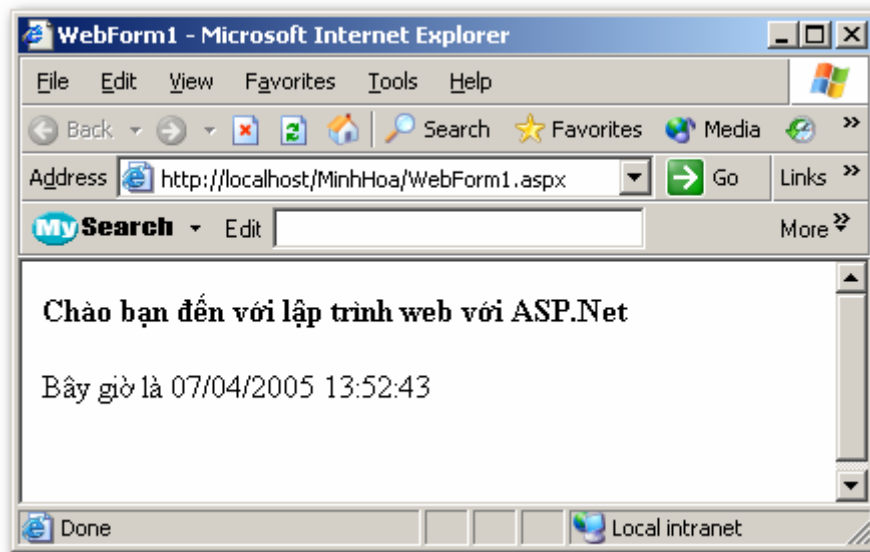 WebForm1 - Microsoft Internet Explorer
File Edit View Favorites Tools Help
Back Search Favorites Media »
Address http://localhost/MinhHoa/WebForm1.aspx Go Links »
My Search Edit More »
Chào bạn đến với lập trình web với ASP.Net
Bây giờ là 07/04/2005 13:52:43
Done Local intranet